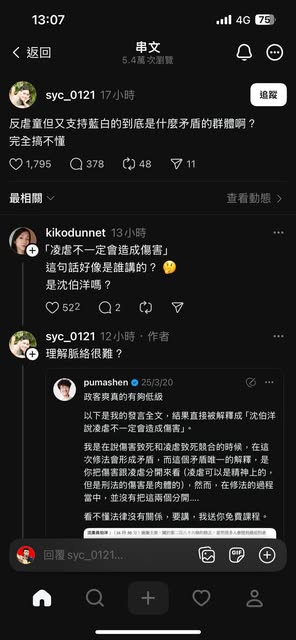 13:07
4G 75
返回
串文
5.4萬次瀏覽
syc_0121 17小時
追蹤
反虐童但又支持藍白的到底是什麼矛盾的群體啊？
完全搞不懂
1,795 378 48 11
最相關
查看動態
kikodunnet 13小時
「凌虐不一定會造成傷害」
這句話好像是誰講的？🤔
是沈伯洋嗎？
522 2
syc_0121 12小時·作者
理解脈絡很難？
pumashen 25/3/20
政客爽真的有夠低級
以下是我的發言全文，結果直接被解釋成「沈伯洋
說凌虐不一定會造成傷害」。
我是在說傷害致死和凌虐致死競合的時候，在這
次修法會形成矛盾，而這個矛盾唯一的解釋，是
你把傷害跟凌虐分開來看（凌虐可以是精神上的，
但是刑法的傷害是肉體的），然而，在修法的過程
當中，並沒有把這兩個分開....
看不懂法律沒有關係，要講，我送你免費課程。
回覆 syc_0121...
GIF